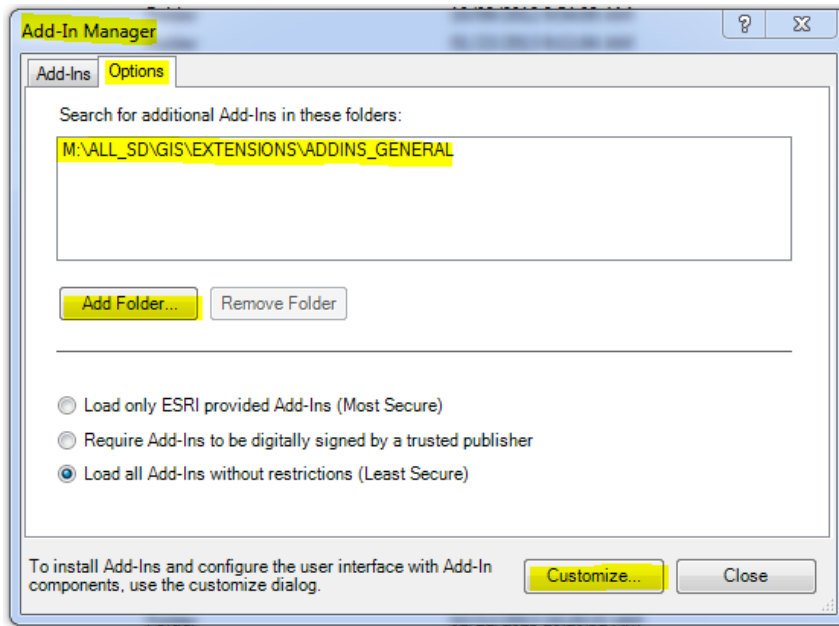 Add-In Manager
Add-Ins
Options
Search for additional Add-Ins in these folders:
M:\ALL_SD\GIS\EXTENSIONS\ADDINS_GENERAL
Add Folder...
Remove Folder
Load only ESRI provided Add-Ins (Most Secure)
Require Add-Ins to be digitally signed by a trusted publisher
Load all Add-Ins without restrictions (Least Secure)
To install Add-Ins and configure the user interface with Add-In
components, use the customize dialog.
Customize...
Close